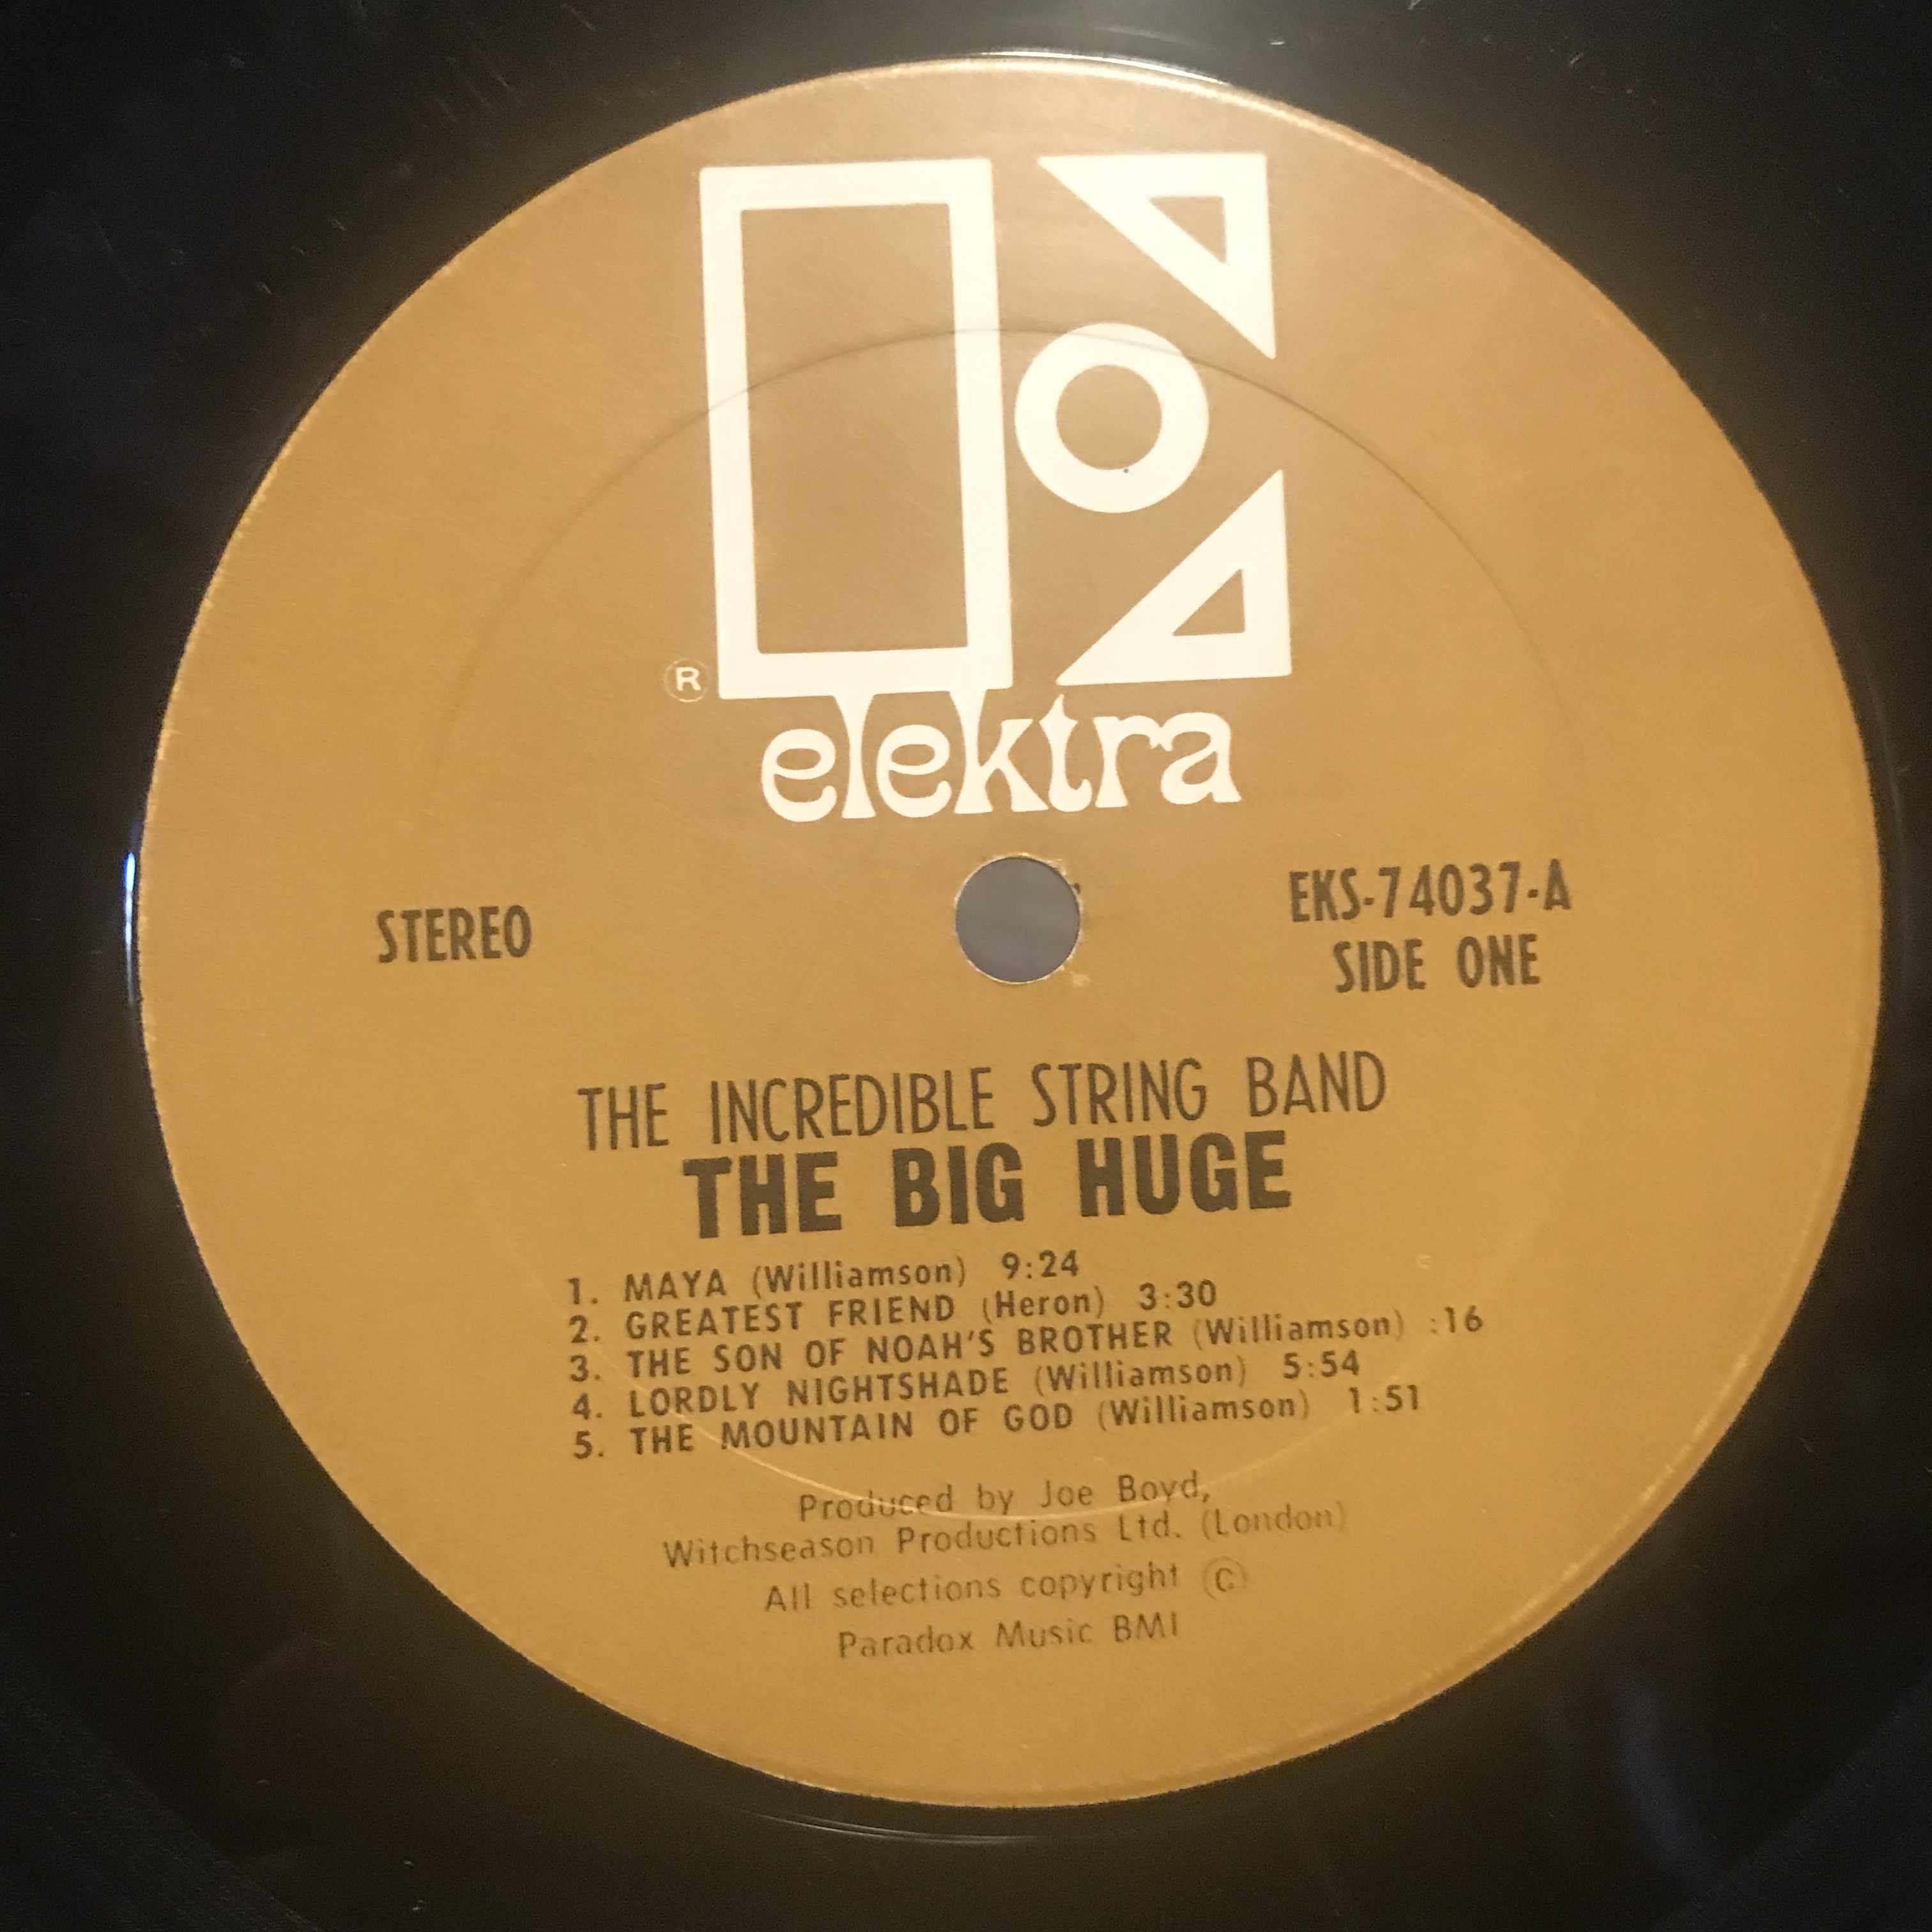 ®
elektra
STEREO
EKS-74037-A
SIDE ONE
THE INCREDIBLE STRING BAND
THE BIG HUGE
1. MAYA (Williamson) 9:24
2. GREATEST FRIEND (Heron) 3:30
3. THE SON OF NOAH'S BROTHER (Williamson) :16
4. LORDLY NIGHTSHADE (Williamson) 5:54
5. THE MOUNTAIN OF GOD (Williamson) 1:51
Produced by Joe Boyd,
Witchseason Productions Ltd. (London)
All selections copyright ©
Paradox Music BMI